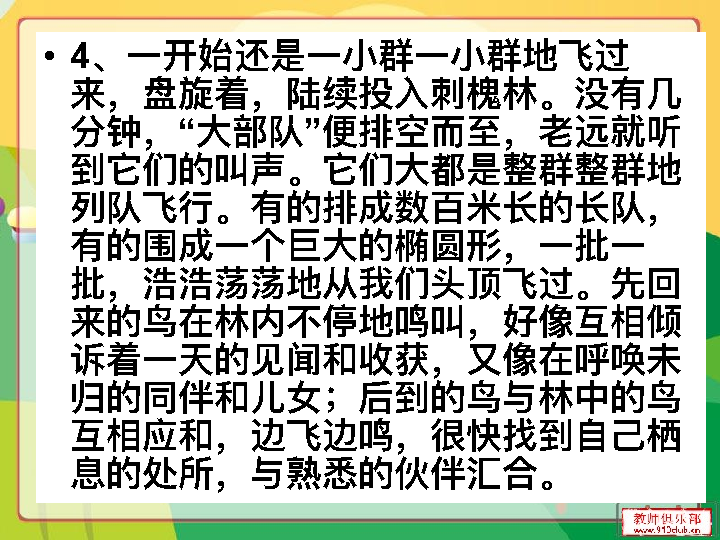 • 4、一开始还是一小群一小群地飞过
来，盘旋着，陆续投入刺槐林。没有几
分钟，“大部队”便排空而至，老远就听
到它们的叫声。它们大都是整群整群地
列队飞行。有的排成数百米长的长队，
有的围成一个巨大的椭圆形，一批一
批，浩浩荡荡地从我们头顶飞过。先回
来的鸟在林内不停地鸣叫，好像互相倾
诉着一天的见闻和收获，又像在呼唤未
归的同伴和儿女；后到的鸟与林中的鸟
互相应和，边飞边鸣，很快找到自己栖
息的处所，与熟悉的伙伴汇合。
教师俱乐部
www.910club.cn